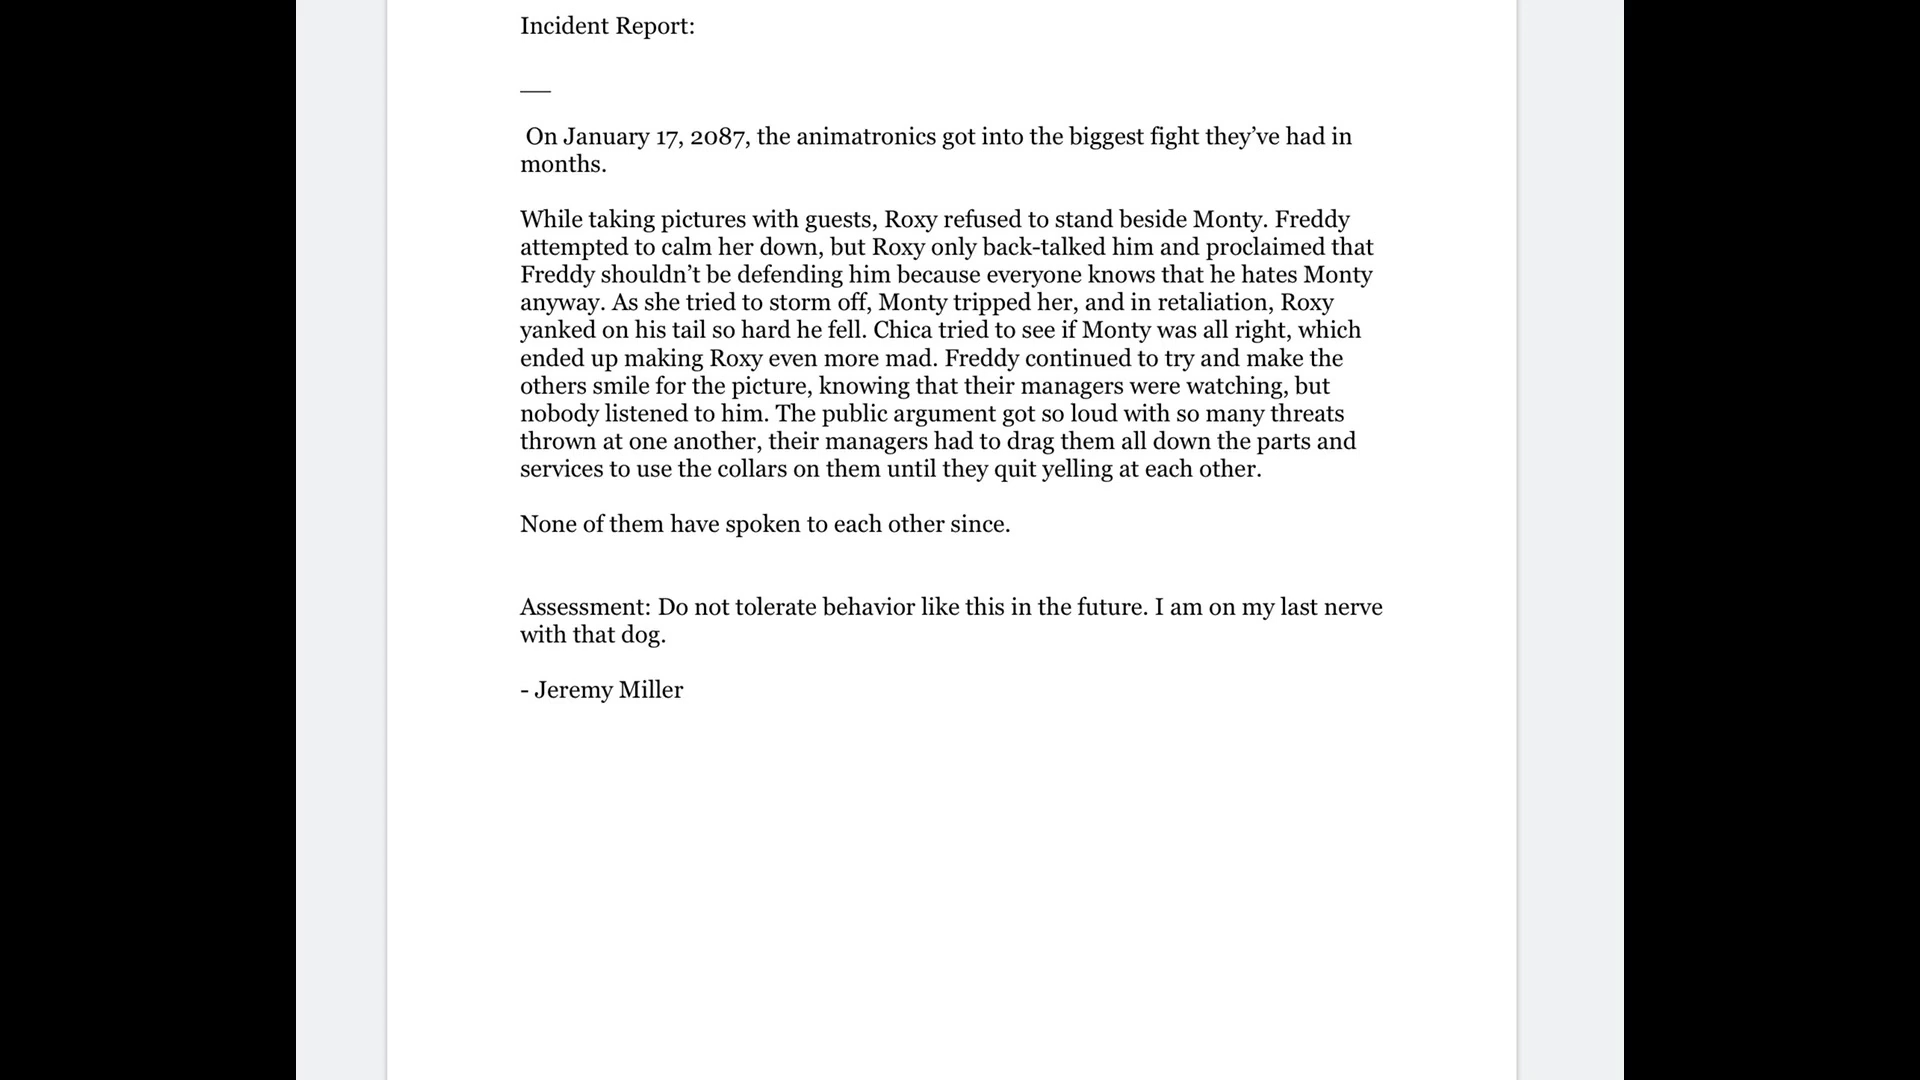 Incident Report:
__
On January 17, 2087, the animatronics got into the biggest fight they’ve had in
months.
While taking pictures with guests, Roxy refused to stand beside Monty. Freddy
attempted to calm her down, but Roxy only back-talked him and proclaimed that
Freddy shouldn’t be defending him because everyone knows that he hates Monty
anyway. As she tried to storm off, Monty tripped her, and in retaliation, Roxy
yanked on his tail so hard he fell. Chica tried to see if Monty was all right, which
ended up making Roxy even more mad. Freddy continued to try and make the
others smile for the picture, knowing that their managers were watching, but
nobody listened to him. The public argument got so loud with so many threats
thrown at one another, their managers had to drag them all down the parts and
services to use the collars on them until they quit yelling at each other.
None of them have spoken to each other since.
Assessment: Do not tolerate behavior like this in the future. I am on my last nerve
with that dog.
- Jeremy Miller